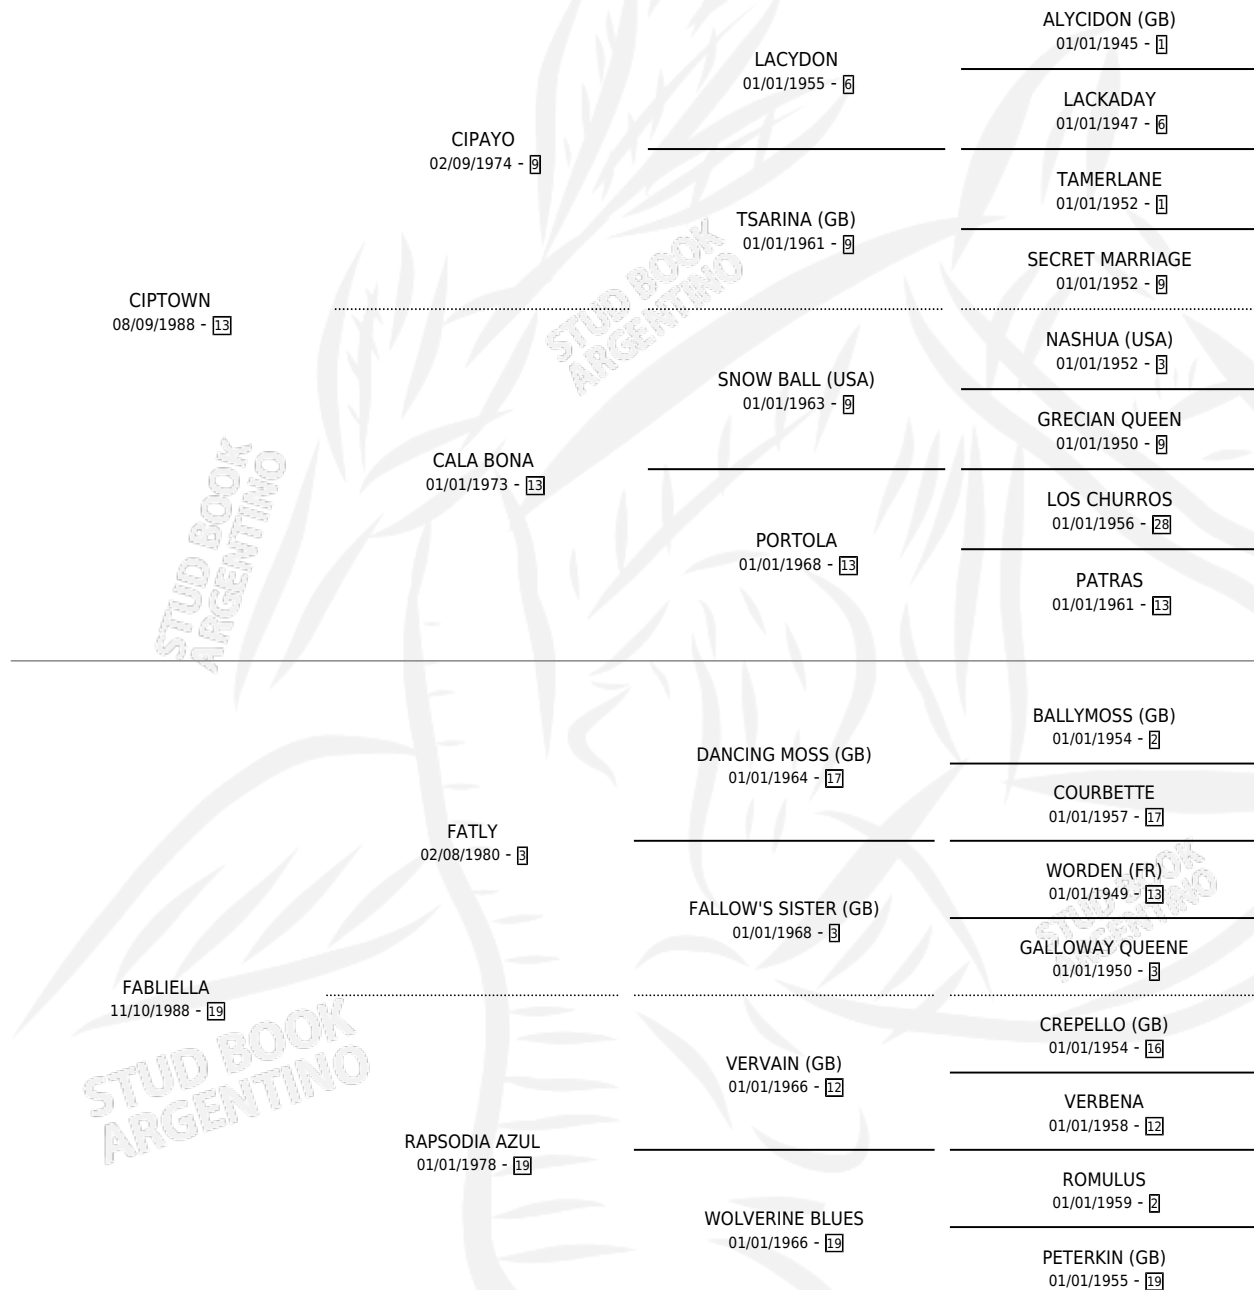 ALYCIDON (GB)
01/01/1945 - 1
LACYDON
01/01/1955 - 6
LACKADAY
01/01/1947 - 6
CIPAYO
02/09/1974 - 9
TAMERLANE
01/01/1952 - 1
TSARINA (GB)
01/01/1961 - 9
SECRET MARRIAGE
01/01/1952 - 9
CIPTOWN
08/09/1988 - 13
NASHUA (USA)
01/01/1952 - 3
SNOW BALL (USA)
01/01/1963 - 9
GRECIAN QUEEN
01/01/1950 - 9
CALA BONA
01/01/1973 - 13
LOS CHURROS
01/01/1956 - 28
PORTOLA
01/01/1968 - 13
PATRAS
01/01/1961 - 13
BALLYMOSS (GB)
01/01/1954 - 2
DANCING MOSS (GB)
01/01/1964 - 17
COURBETTE
01/01/1957 - 17
FATLY
02/08/1980 - 3
WORDEN (FR)
01/01/1949 - 13
FALLOW'S SISTER (GB)
01/01/1968 - 3
GALLOWAY QUEENE
01/01/1950 - 3
FABLIELLA
11/10/1988 - 19
CREPELLO (GB)
01/01/1954 - 16
VERVAIN (GB)
01/01/1966 - 12
VERBENA
01/01/1958 - 12
RAPSODIA AZUL
01/01/1978 - 19
ROMULUS
01/01/1959 - 2
WOLVERINE BLUES
01/01/1966 - 19
PETERKIN (GB)
01/01/1955 - 19
STUD BOOK
ARGENTINO
STUD BOOK
ARGENTINO
STUD BOOK
ARGENTINO
STUD BOOK
ARGENTINO